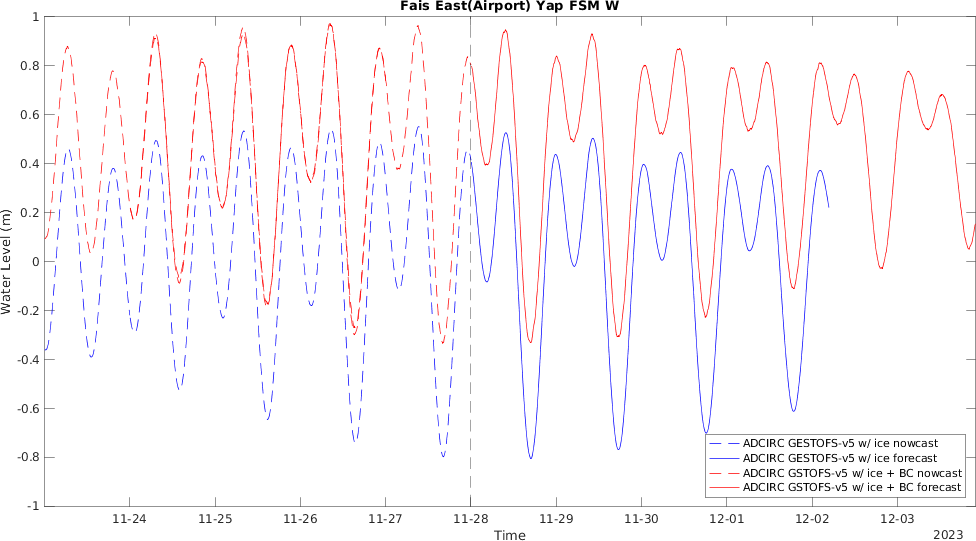 Fais East(Airport) Yap FSM W
Water Level (m)
1
0.8
0.6
0.4
0.2
0
-0.2
-0.4
-0.6
-0.8
-1
ADCIRC GESTOFS-v5 w/ ice nowcast
ADCIRC GESTOFS-v5 w/ ice forecast
ADCIRC GSTOFS-v5 w/ ice + BC nowcast
ADCIRC GSTOFS-v5 w/ ice + BC forecast
11-24 11-25 11-26 11-27 11-28 11-29 11-30 12-01 12-02 12-03
Time
2023